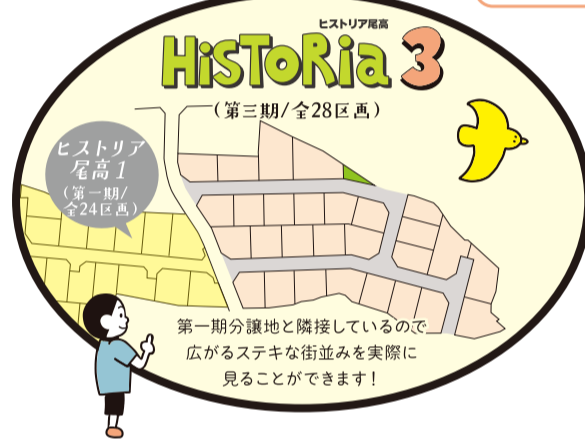 ヒストリア尾高
HiSToRia 3
(第三期/全28区画)
ヒストリア
尾高1
(第一期/
全24区画)
第一期分譲地と隣接しているので
広がるステキな街並みを実際に
見ることができます!